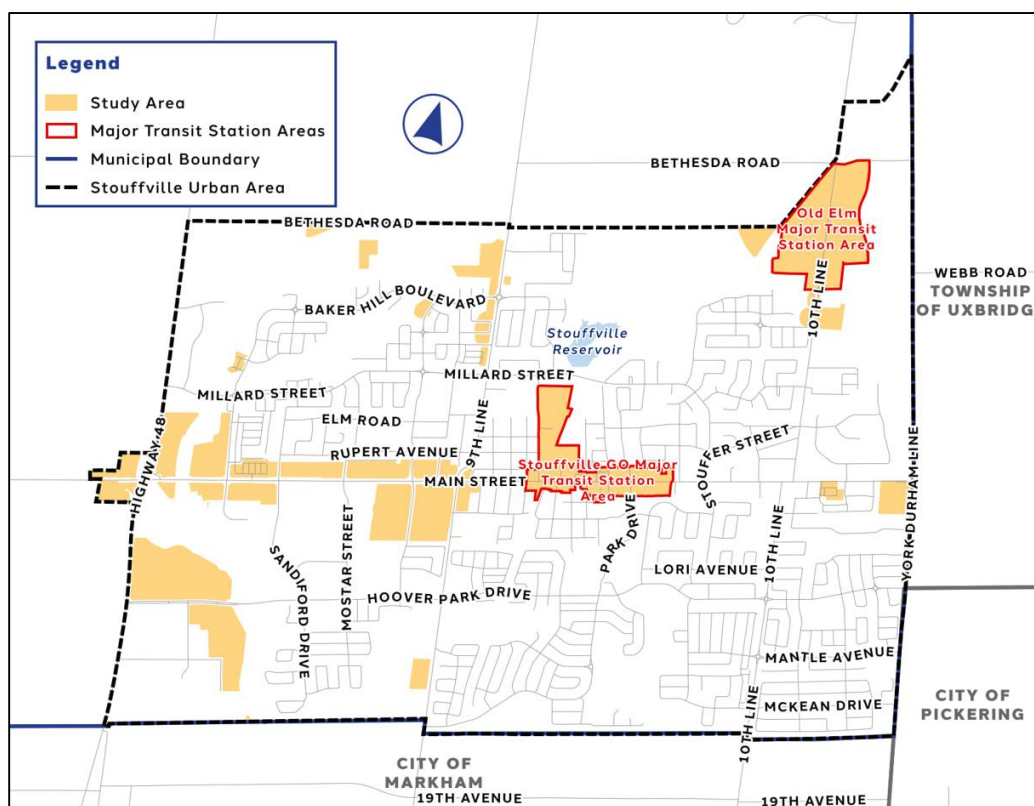 Legend
Study Area
Major Transit Station Areas
Municipal Boundary
Stouffville Urban Area
BETHESDA ROAD
BETHESDA ROAD
Old Elm
Major Transit
Station Area
WEBB ROAD
TOWNSHIP
OF UXBRIDG
10TH LINE
BAKER HILL BOULEVARD
Stouffville
Reservoir
MILLARD STREET
MILLARD STREET
ELM ROAD
9TH LINE
STOUFFER STREET
HIGHWAY 48
RUPERT AVENUE
MAIN STREET
Stouffville GO Major
Transit Station
Area
YORK-DURHAM LINE
PARK DRIVE
10TH LINE
SANDIFORD DRIVE
MOSTAR STREET
LORI AVENUE
HOOVER PARK DRIVE
MANTLE AVENUE
MCKEAN DRIVE
10TH LINE
CITY OF
PICKERING
CITY OF
MARKHAM
19TH AVENUE
19TH AVENUE